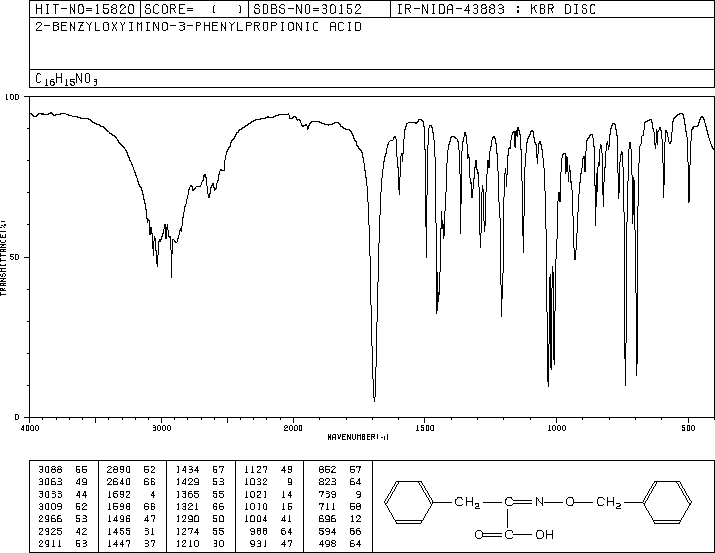 HIT-NO=15820 SCORE= ( ) SDBS-NO=30152 IR-NIDA-43883 : KBR DISC
2-BENZYLOXYIMINO-3-PHENYLPROPIONIC ACID
C16H15NO3
100
TRANSMITTANCE(%)
50
0
4000 3000 2000 1500 1000 500
WAVENUMBER(-1)
3088 55 2890 52 1434 57 1127 49 852 57
3063 49 2640 66 1429 53 1032 9 823 64
3033 44 1692 4 1365 55 1021 14 739 9
3009 52 1598 66 1321 66 1010 15 711 58
2966 53 1496 47 1290 50 1004 41 696 12
2925 42 1455 31 1274 55 988 64 594 66
2911 53 1447 37 1210 30 931 47 498 64
CH2 C N O CH2
O C OH